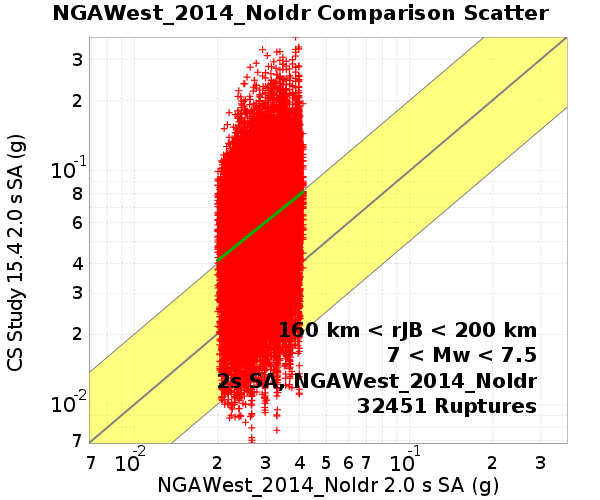 NGAWest_2014_NoIdr Comparison Scatter
CS Study 15.4 2.0 s SA (g)
3
2
10⁻¹
8
6
4
3
2
10⁻²
7
160 km < rJB < 200 km
7 < Mw < 7.5
2s SA, NGAWest_2014_NoIdr
32451 Ruptures
7 10⁻² 2 3 4 5 6 7 10⁻¹ 2 3
NGAWest_2014_NoIdr 2.0 s SA (g)